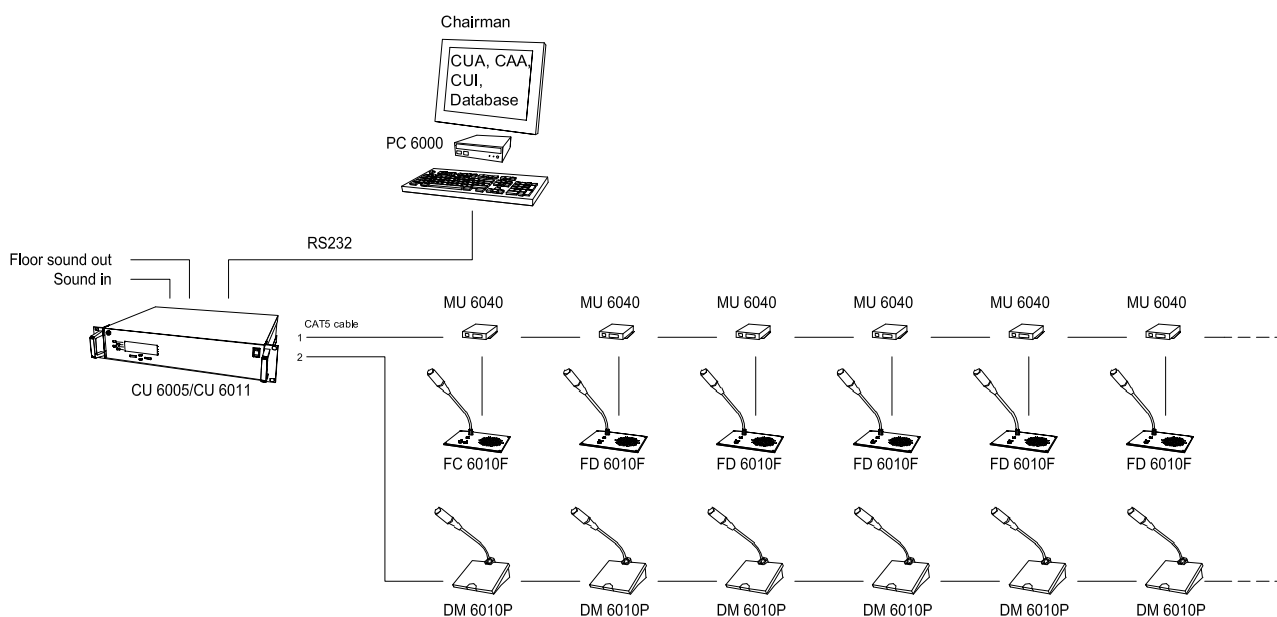 Chairman
CUA, CAA,
CUI,
Database
PC 6000
RS232
Floor sound out
Sound in
CAT5 cable
1
2
CU 6005/CU 6011
MU 6040 MU 6040 MU 6040 MU 6040 MU 6040 MU 6040
FC 6010F FD 6010F FD 6010F FD 6010F FD 6010F FD 6010F
DM 6010P DM 6010P DM 6010P DM 6010P DM 6010P DM 6010P